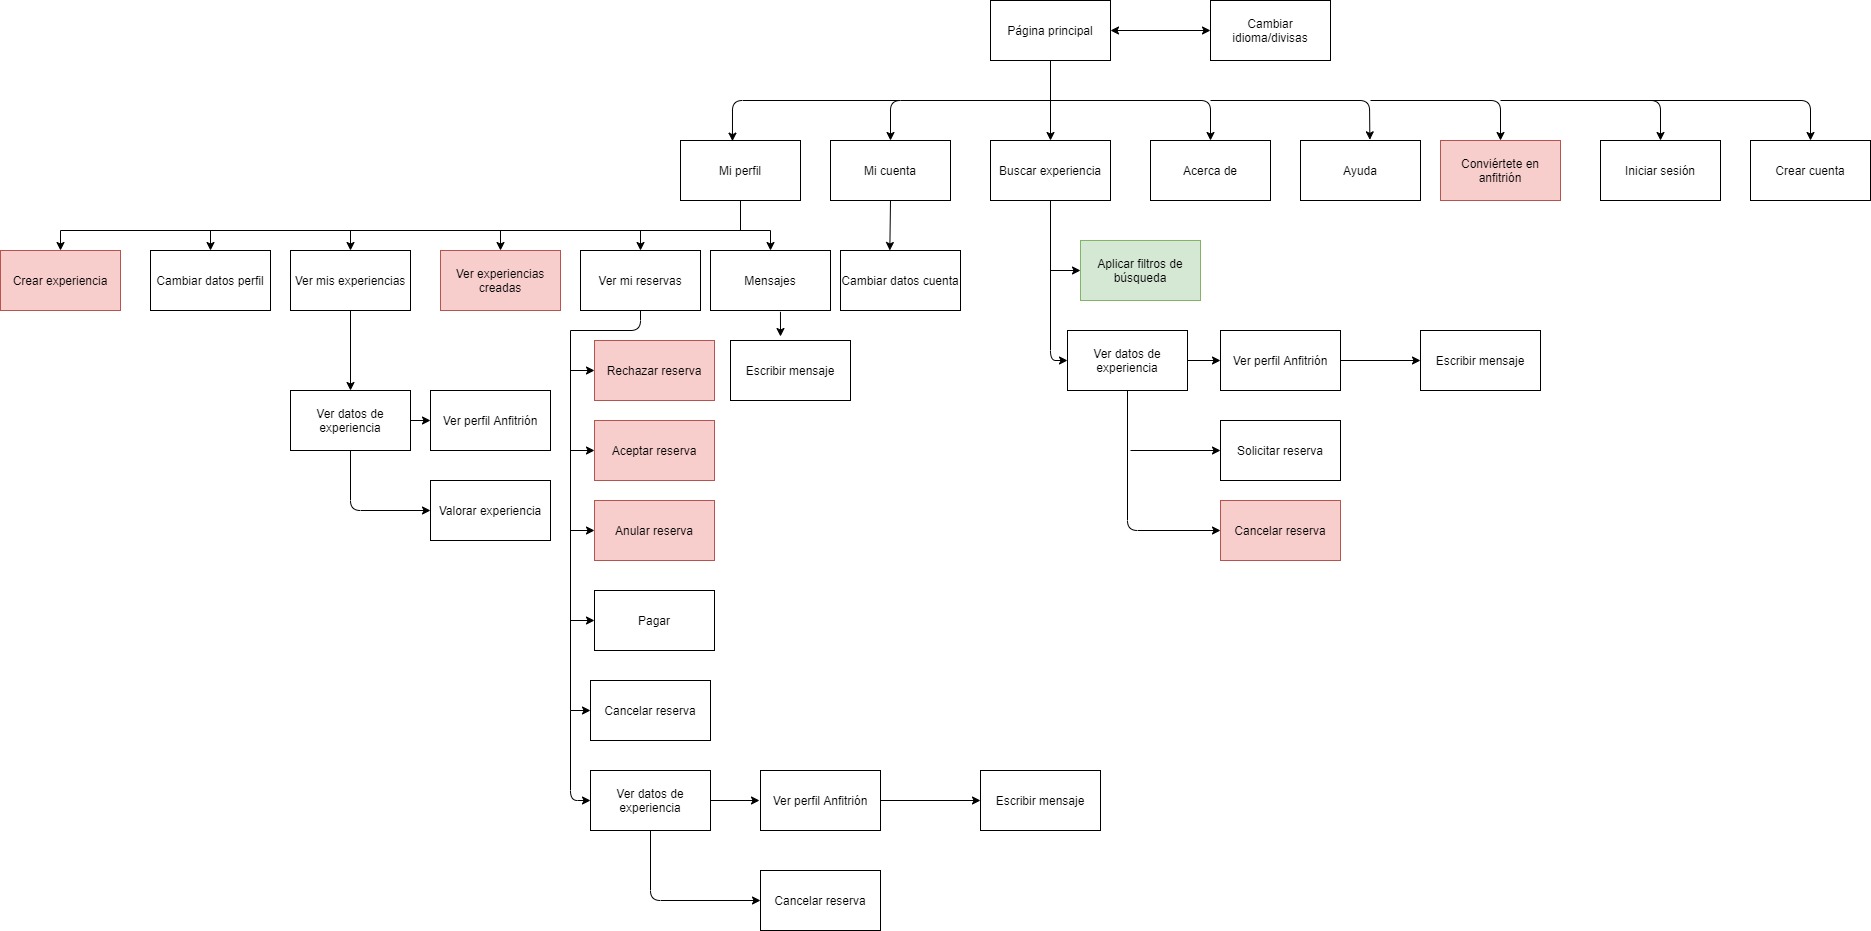 Página principal
Cambiar
idioma/divisas
Mi perfil
Mi cuenta
Buscar experiencia
Acerca de
Ayuda
Conviértete en
anfitrión
Iniciar sesión
Crear cuenta
Crear experiencia
Cambiar datos perfil
Ver mis experiencias
Ver experiencias
creadas
Ver mi reservas
Mensajes
Cambiar datos cuenta
Aplicar filtros de
búsqueda
Rechazar reserva
Escribir mensaje
Ver datos de
experiencia
Ver perfil Anfitrión
Escribir mensaje
Ver datos de
experiencia
Ver perfil Anfitrión
Aceptar reserva
Solicitar reserva
Valorar experiencia
Anular reserva
Cancelar reserva
Pagar
Cancelar reserva
Ver datos de
experiencia
Ver perfil Anfitrión
Escribir mensaje
Cancelar reserva